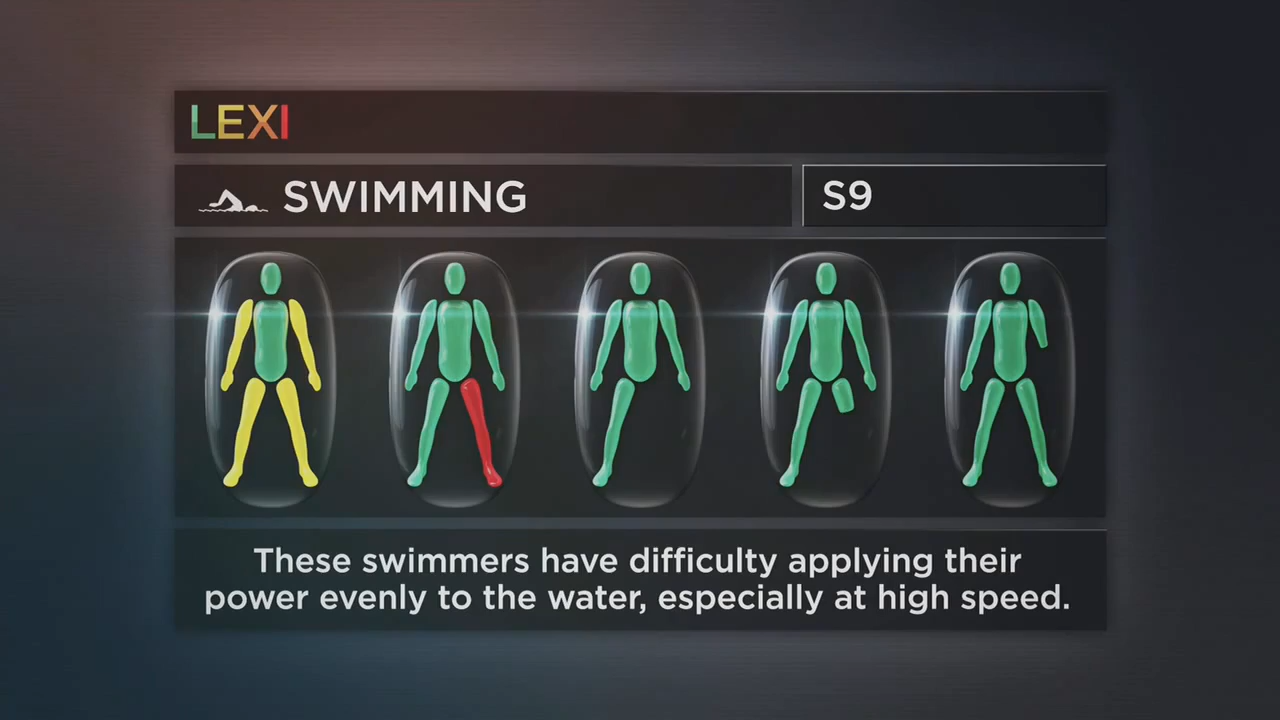 LEXI
SWIMMING
S9
These swimmers have difficulty applying their
power evenly to the water, especially at high speed.